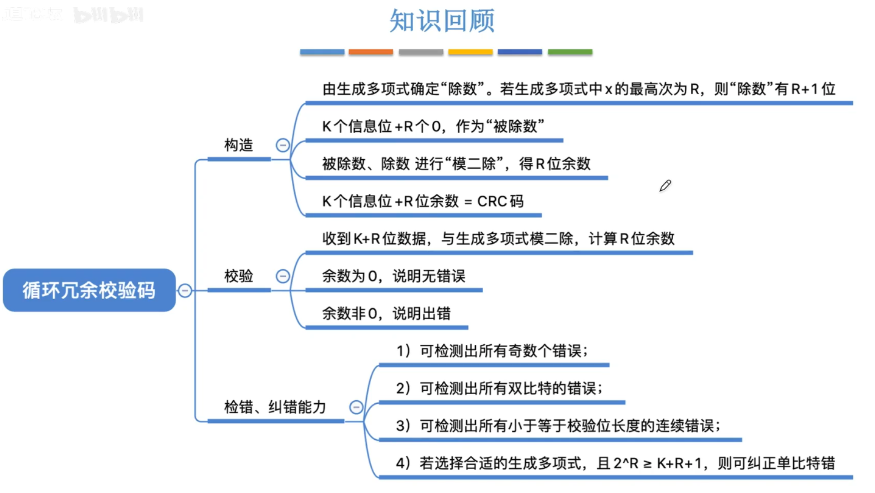 bilibili
知识回顾
由生成多项式确定“除数”。若生成多项式中x的最高次为R，则“除数”有R+1位
K个信息位+R个0，作为“被除数”
构造
被除数、除数 进行“模二除”，得R位余数
K个信息位+R位余数 = CRC码
收到K+R位数据，与生成多项式模二除，计算R位余数
校验
余数为0，说明无错误
循环冗余校验码
余数非0，说明出错
1）可检测出所有奇数个错误；
2）可检测出所有双比特的错误；
检错、纠错能力
3）可检测出所有小于等于校验位长度的连续错误；
4）若选择合适的生成多项式，且2^R ≥ K+R+1，则可纠正单比特错